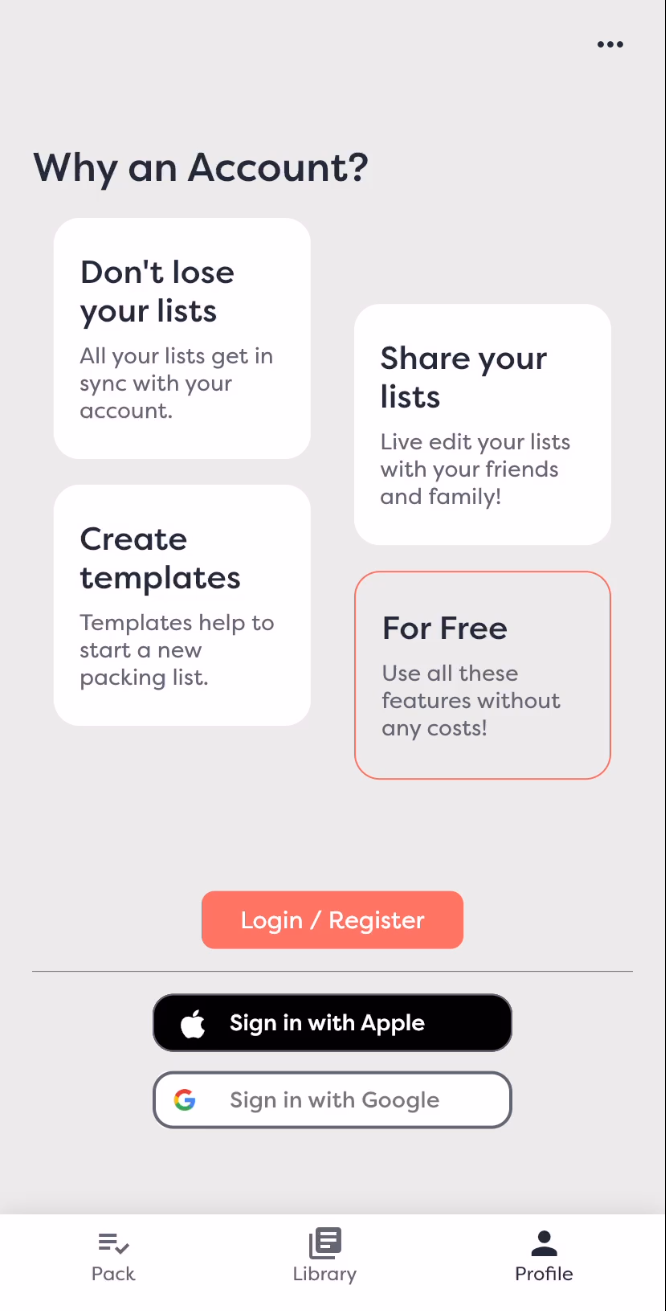 Why an Account?
Don't lose
your lists
All your lists get in
sync with your
account.
Share your
lists
Live edit your lists
with your friends
and family!
Create
templates
Templates help to
start a new
packing list.
For Free
Use all these
features without
any costs!
Login / Register
Sign in with Apple
Sign in with Google
Pack
Library
Profile